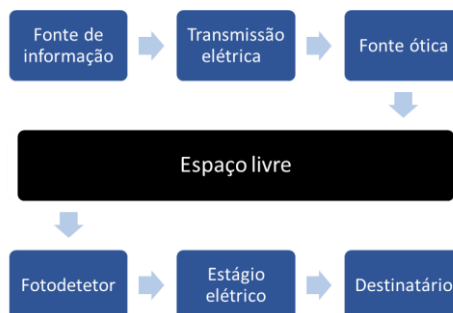 Fonte de
informação
Transmissão
elétrica
Fonte ótica
Espaço livre
Fotodetetor
Estágio
elétrico
Destinatário